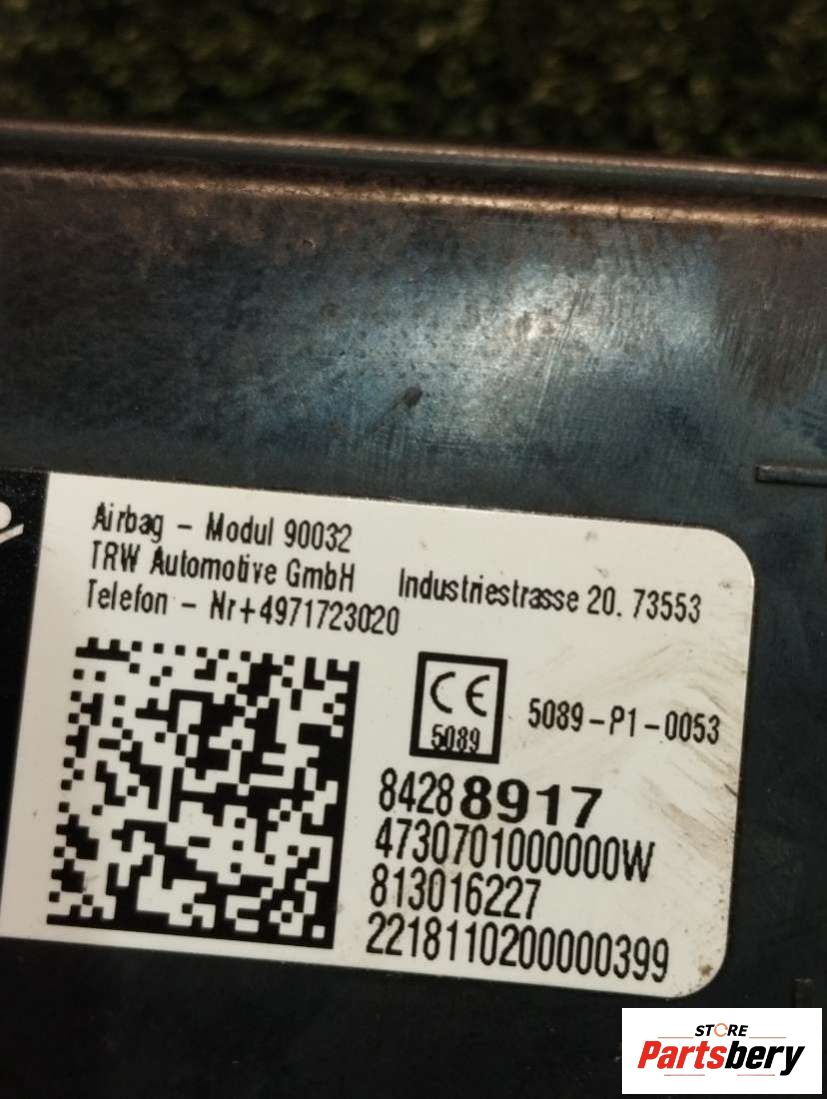 Airbag - Modul 90032
TRW Automotive GmbH Industriestrasse 20. 73553
Telefon - Nr+4971723020
CE
5089
5089-P1-0053
84288917
4730701000000W
813016227
2218110200000399
STORE
Partsbery